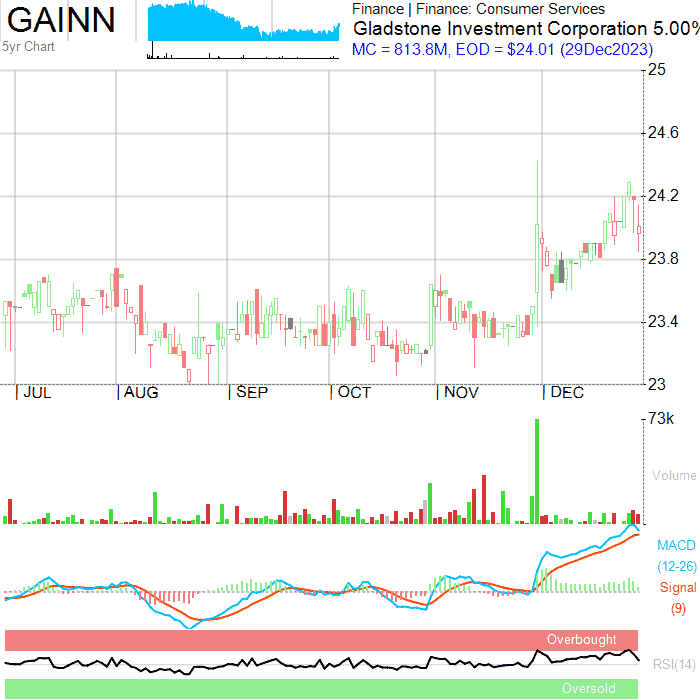 GAINN
5yr Chart
Finance | Finance: Consumer Services
Gladstone Investment Corporation 5.00%
MC = 813.8M, EOD = $24.01 (29Dec2023)
25
24.6
24.2
23.8
23.4
23
JUL AUG SEP OCT NOV DEC
73k
Volume
MACD
(12-26)
Signal
(9)
Overbought
RSI(14)
Oversold